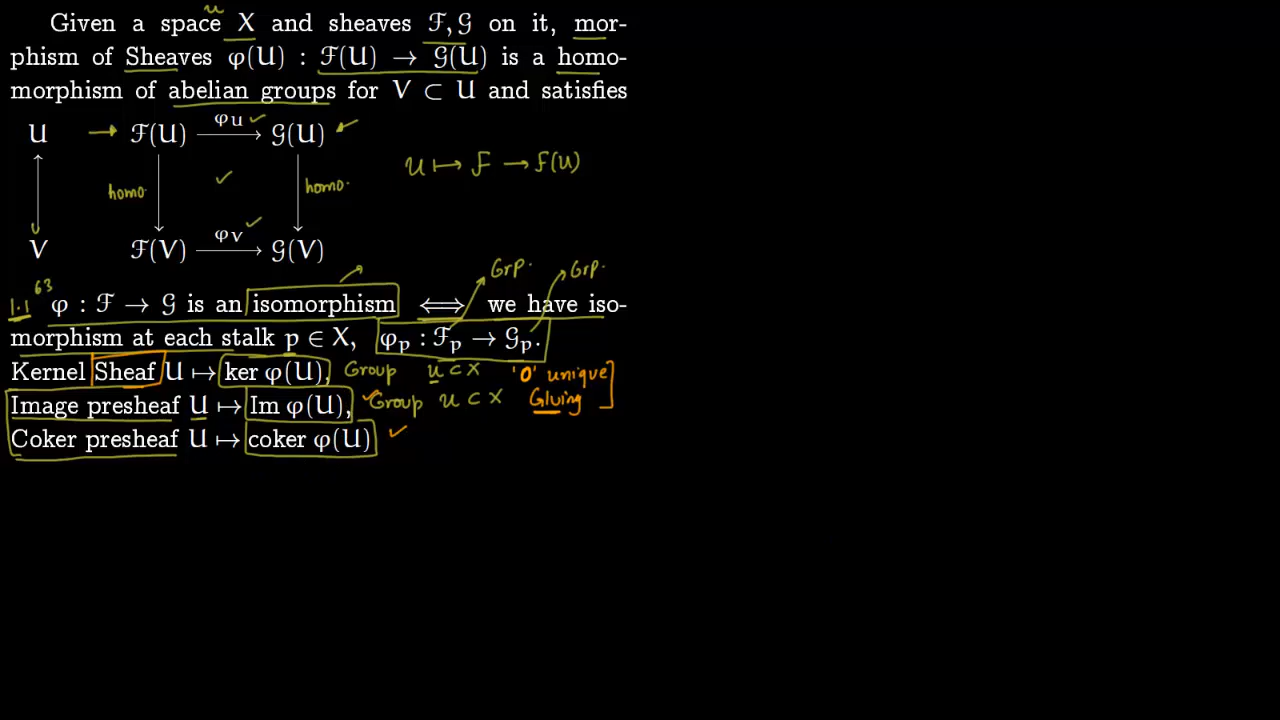 u
Given a space X and sheaves ℱ, 𝒢 on it, mor-
phism of Sheaves φ(U) : ℱ(U) → 𝒢(U) is a homo-
morphism of abelian groups for V ⊂ U and satisfies
U → ℱ(U) φU 𝒢(U)
U ↦ F → F(U)
homo. homo.
V ℱ(V) φV 𝒢(V)
Grp. Grp.
1.1 63 φ : ℱ → 𝒢 is an isomorphism ⟺ we have iso-
morphism at each stalk p ∈ X, φp : ℱp → 𝒢p.
Kernel Sheaf U ↦ ker φ(U), Group u ⊂ X '0' unique
Image presheaf U ↦ Im φ(U), Group U ⊂ X Gluing
Coker presheaf U ↦ coker φ(U)